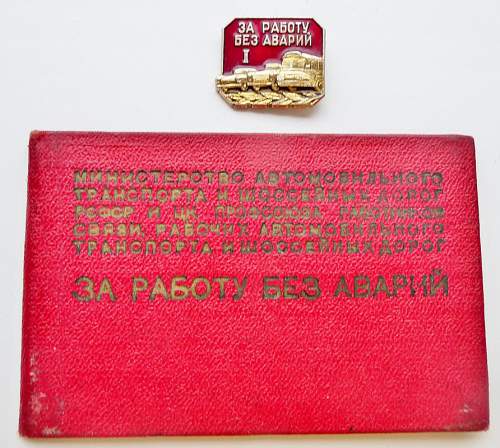 ЗА РАБОТУ
БЕЗ АВАРИЙ
I
МИНИСТЕРСТВО АВТОМОБИЛЬНОГО
ТРАНСПОРТА И ШОССЕЙНЫХ ДОРОГ
РСФСР И ЦК ПРОФСОЮЗА РАБОТНИКОВ
СВЯЗИ, РАБОЧИХ АВТОМОБИЛЬНОГО
ТРАНСПОРТА И ШОССЕЙНЫХ ДОРОГ
ЗА РАБОТУ БЕЗ АВАРИЙ